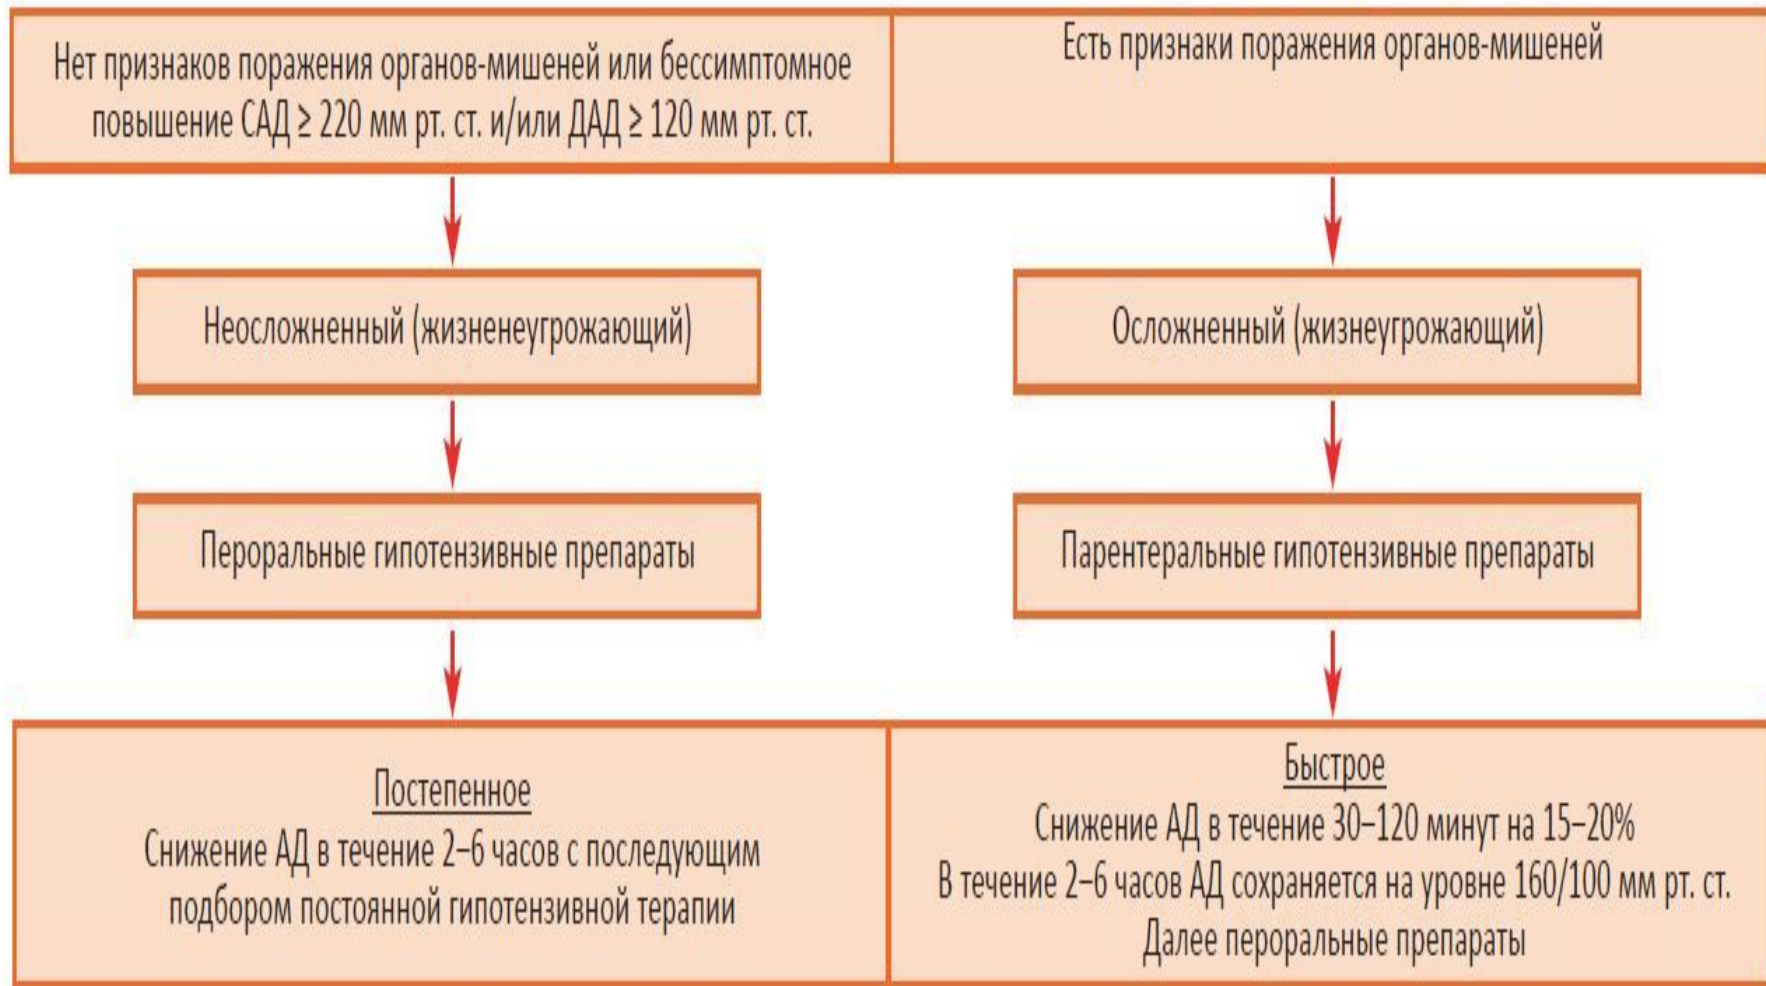 Нет признаков поражения органов-мишеней или бессимптомное
повышение САД ≥ 220 мм рт. ст. и/или ДАД ≥ 120 мм рт. ст.
Есть признаки поражения органов-мишеней
Неосложненный (жизненеугрожающий)
Осложненный (жизнеугрожающий)
Пероральные гипотензивные препараты
Парентеральные гипотензивные препараты
Постепенное
Снижение АД в течение 2–6 часов с последующим
подбором постоянной гипотензивной терапии
Быстрое
Снижение АД в течение 30–120 минут на 15–20%
В течение 2–6 часов АД сохраняется на уровне 160/100 мм рт. ст.
Далее пероральные препараты